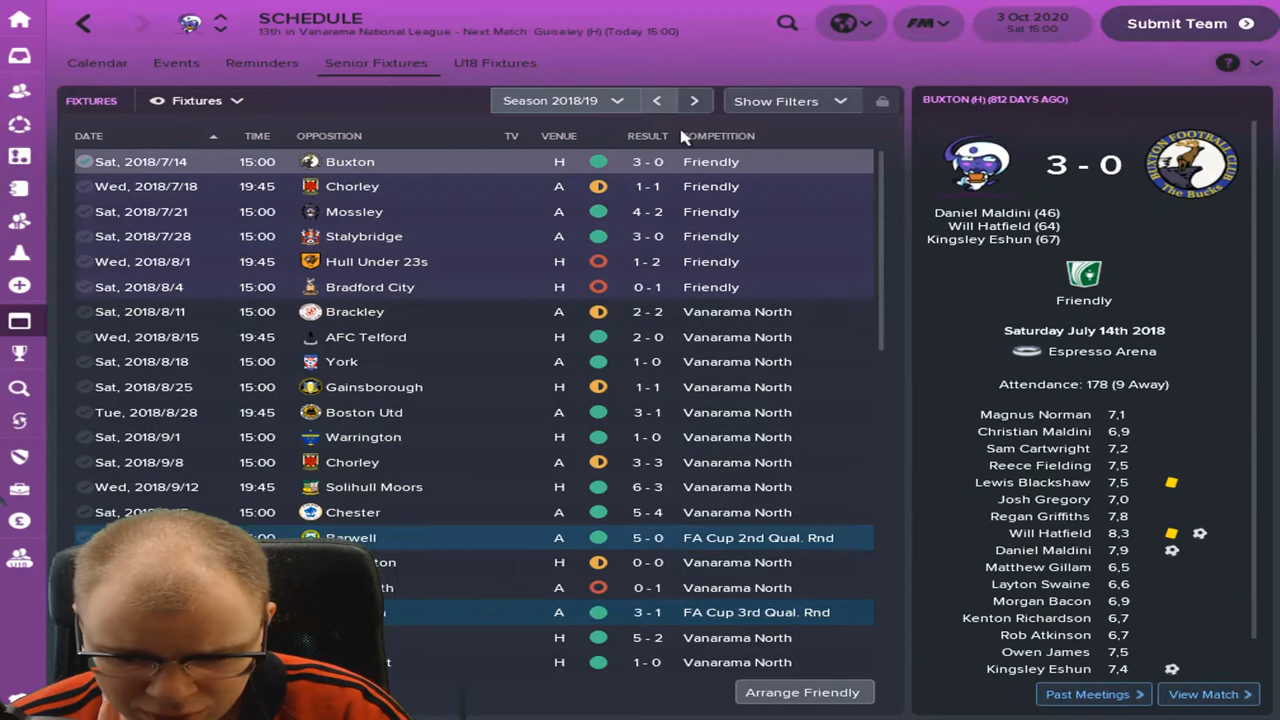 SCHEDULE
13th in Vanarama National League - Next Match: Guiseley (H) (Today 15:00)
FM
3 Oct 2020
Sat 15:00
Submit Team
Calendar Events Reminders Senior Fixtures U18 Fixtures
?
FIXTURES Fixtures Season 2018/19 Show Filters
DATE TIME OPPOSITION TV VENUE RESULT COMPETITION
Sat, 2018/7/14 15:00 Buxton H 3 - 0 Friendly
Wed, 2018/7/18 19:45 Chorley A 1 - 1 Friendly
Sat, 2018/7/21 15:00 Mossley A 4 - 2 Friendly
Sat, 2018/7/28 15:00 Stalybridge A 3 - 0 Friendly
Wed, 2018/8/1 19:45 Hull Under 23s H 1 - 2 Friendly
Sat, 2018/8/4 15:00 Bradford City H 0 - 1 Friendly
Sat, 2018/8/11 15:00 Brackley A 2 - 2 Vanarama North
Wed, 2018/8/15 19:45 AFC Telford H 2 - 0 Vanarama North
Sat, 2018/8/18 15:00 York A 1 - 0 Vanarama North
Sat, 2018/8/25 15:00 Gainsborough H 1 - 1 Vanarama North
Tue, 2018/8/28 19:45 Boston Utd A 3 - 1 Vanarama North
Sat, 2018/9/1 15:00 Warrington H 1 - 0 Vanarama North
Sat, 2018/9/8 15:00 Chorley A 3 - 3 Vanarama North
Wed, 2018/9/12 19:45 Solihull Moors H 6 - 3 Vanarama North
Sat, 15:00 Chester A 5 - 4 Vanarama North
Barwell A 5 - 0 FA Cup 2nd Qual. Rnd
H 0 - 0 Vanarama North
A 0 - 1 Vanarama North
A 3 - 1 FA Cup 3rd Qual. Rnd
H 5 - 2 Vanarama North
H 1 - 0 Vanarama North
Arrange Friendly
U18
BUXTON (H) (812 DAYS AGO)
3 - 0
BUXTON FOOTBALL CLUB
The Bucks
Daniel Maldini (46)
Will Hatfield (64)
Kingsley Eshun (67)
Friendly
Saturday July 14th 2018
Espresso Arena
Attendance: 178 (9 Away)
Magnus Norman 7,1
Christian Maldini 6,9
Sam Cartwright 7,2
Reece Fielding 7,5
Lewis Blackshaw 7,5
Josh Gregory 7,0
Regan Griffiths 7,8
Will Hatfield 8,3
Daniel Maldini 7,9
Matthew Gillam 6,5
Layton Swaine 6,6
Morgan Bacon 6,9
Kenton Richardson 6,7
Rob Atkinson 6,7
Owen James 7,5
Kingsley Eshun 7,4
Past Meetings View Match